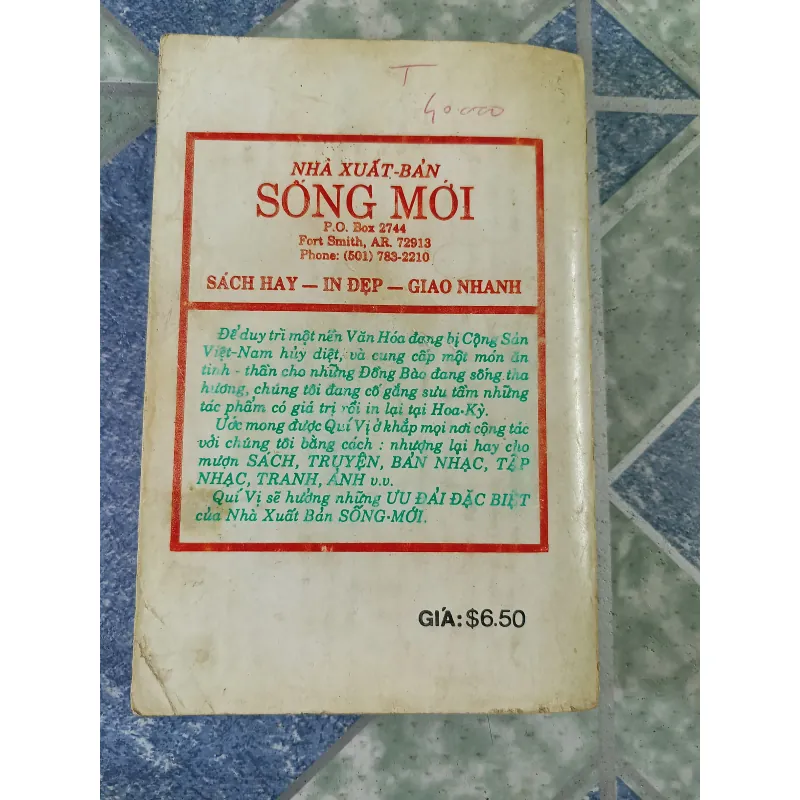 T
40000
NHÀ XUẤT-BẢN
SỐNG MỚI
P.O. Box 2744
Fort Smith, AR. 72913
Phone: (501) 783-2210
SÁCH HAY — IN ĐẸP — GIAO NHANH
Để duy trì một nền Văn Hóa đang bị Cộng Sản
Việt-Nam hủy diệt, và cung cấp một món ăn
tinh - thần cho những Đồng Bào đang sống tha
hương, chúng tôi đang cố gắng sưu tầm những
tác phẩm có giá trị rồi in lại tại Hoa-Kỳ.
Ước mong được Quí Vị ở khắp mọi nơi cộng tác
với chúng tôi bằng cách : nhượng lại hay cho
mượn SÁCH, TRUYỆN, BẢN NHẠC, TẬP
NHẠC, TRANH, ẢNH v.v.
Quí Vị sẽ hưởng những ƯU ĐẢI ĐẶC BIỆT
của Nhà Xuất Bản SỐNG-MỚI.
GIÁ: $6.50